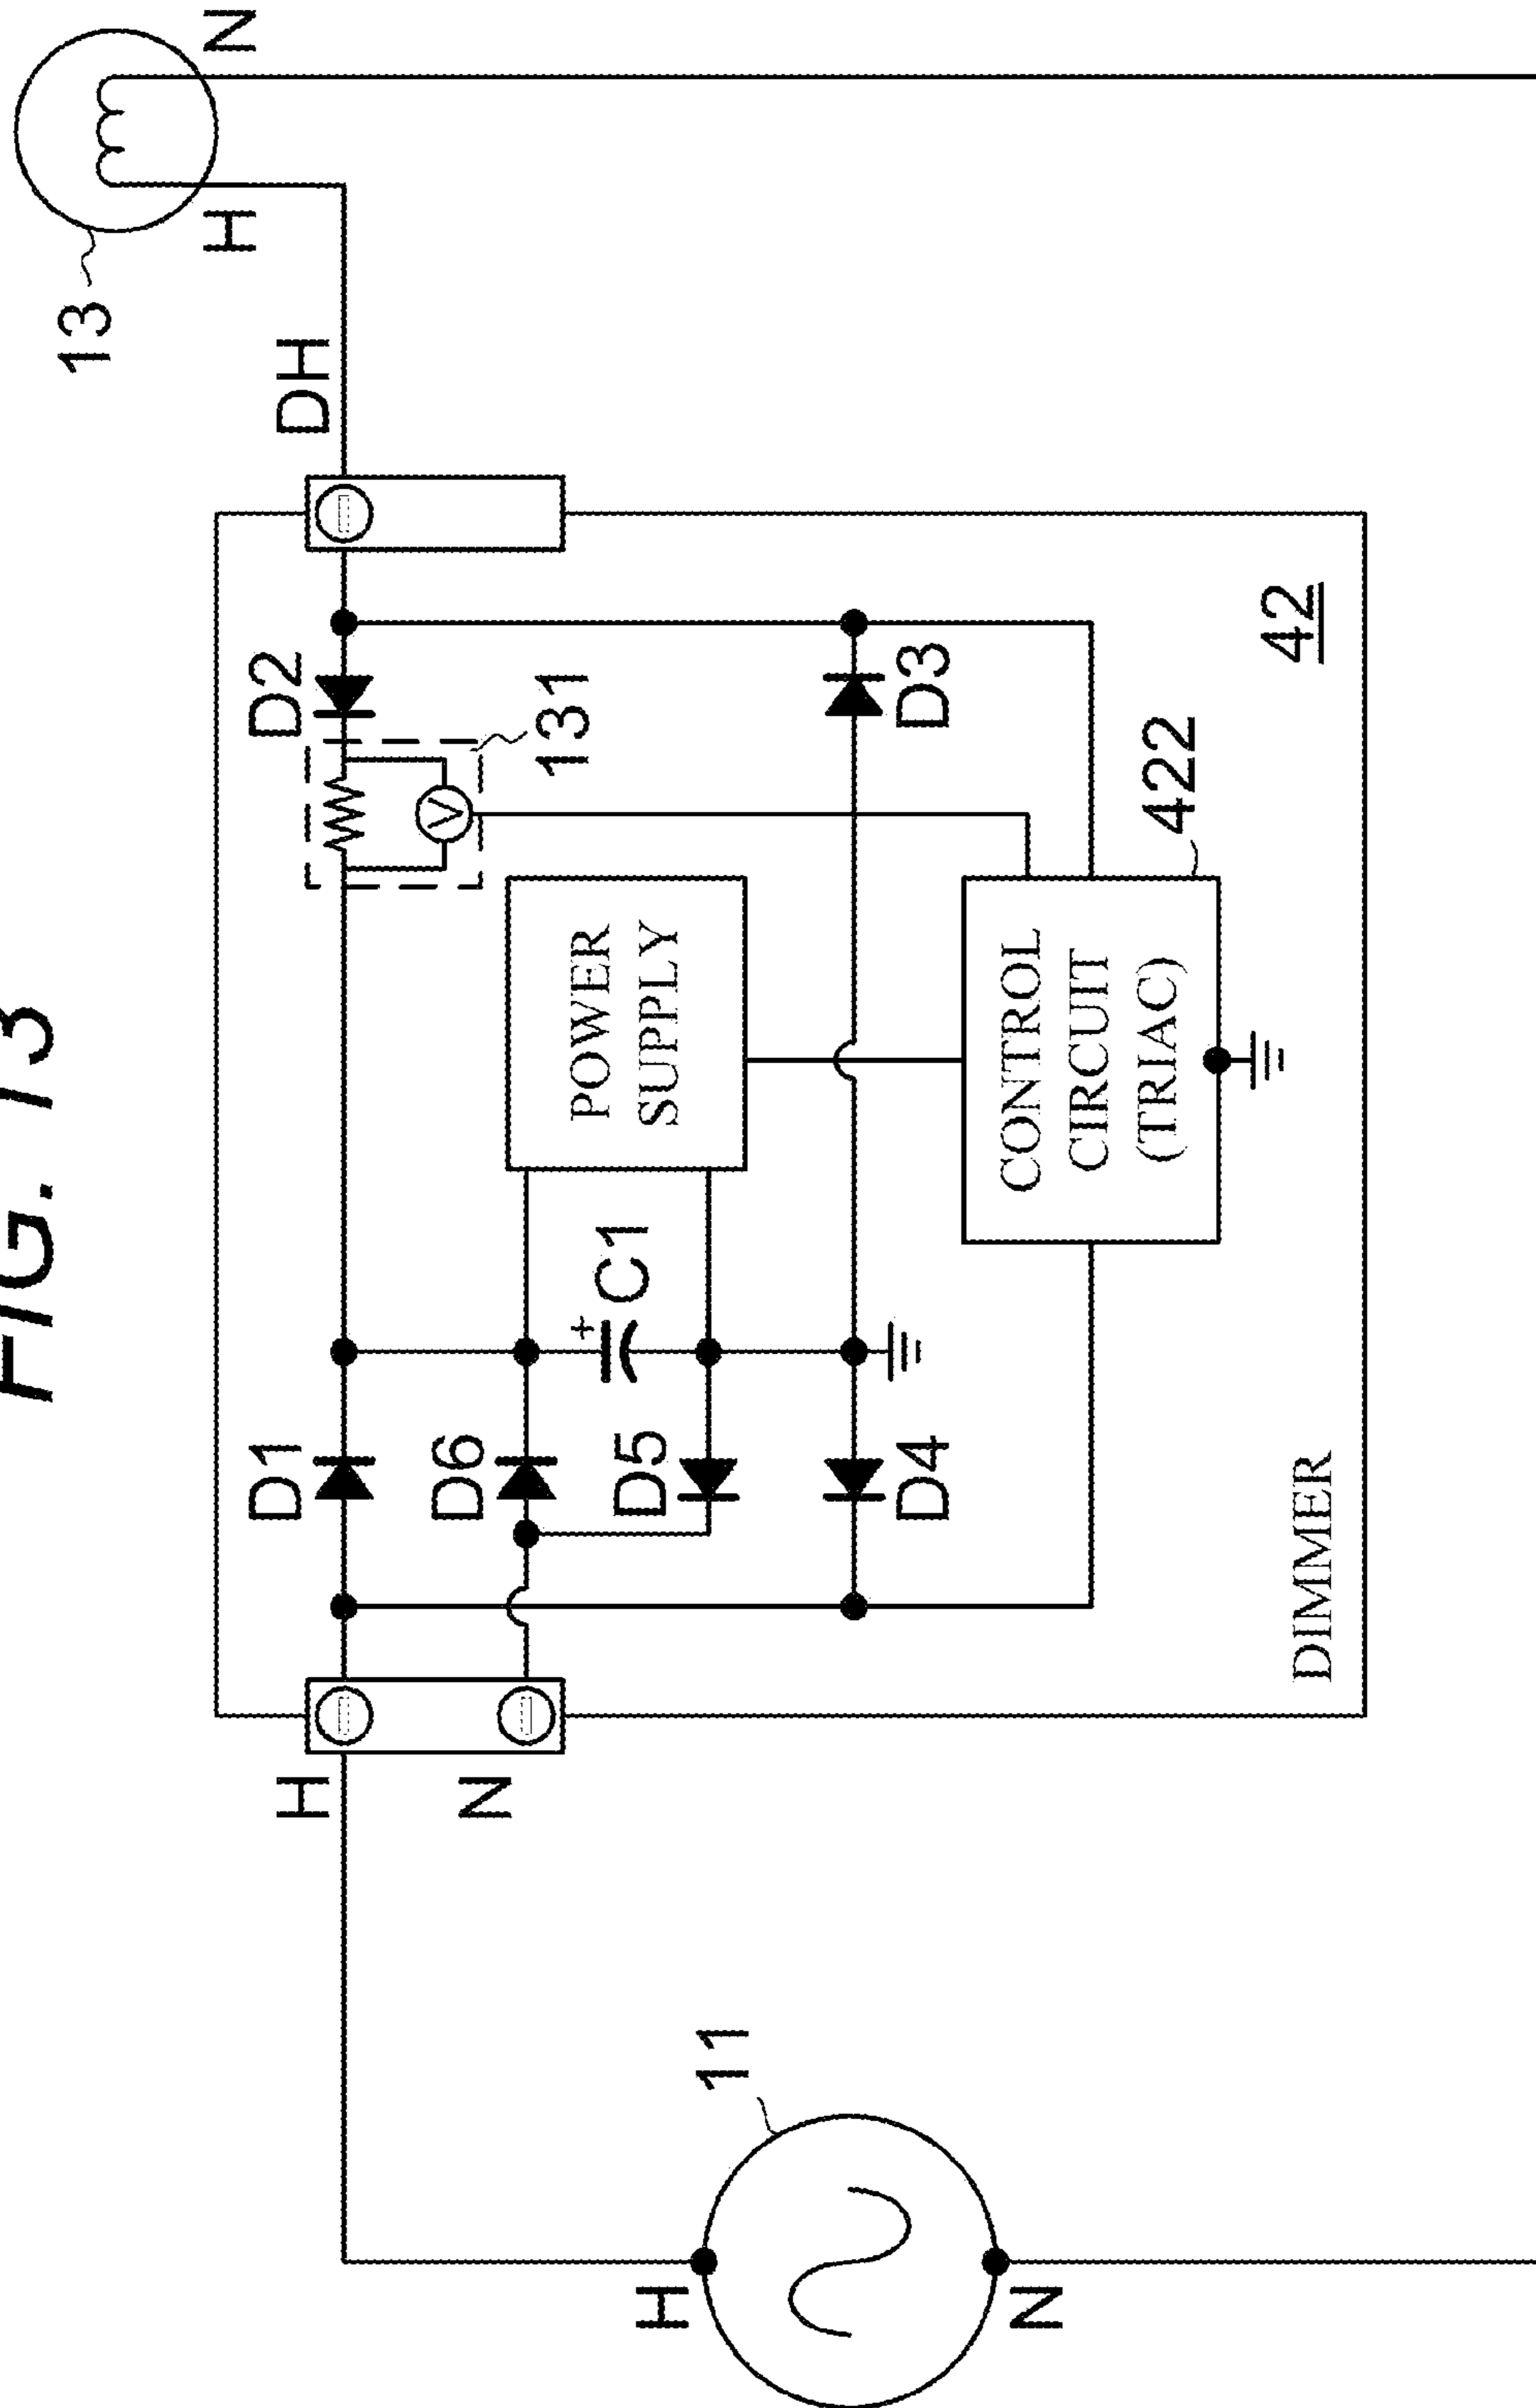 FIG. 13
13
H
N
DH
D1
D2
131
D6
C1
POWER
SUPPLY
D5
D3
D4
H
N
V
+
422
CONTROL
CIRCUIT
(TRIAC)
42
DIMMER
11
H
N